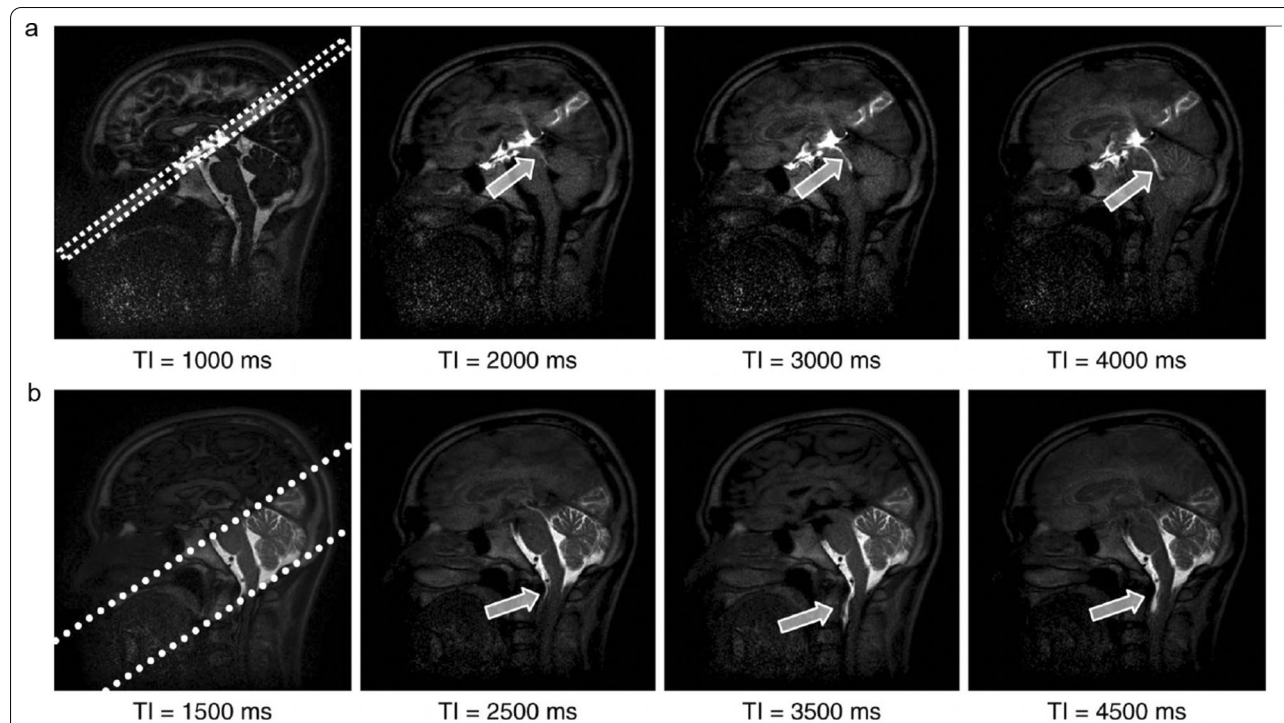 a
TI = 1000 ms TI = 2000 ms TI = 3000 ms TI = 4000 ms
b
TI = 1500 ms TI = 2500 ms TI = 3500 ms TI = 4500 ms